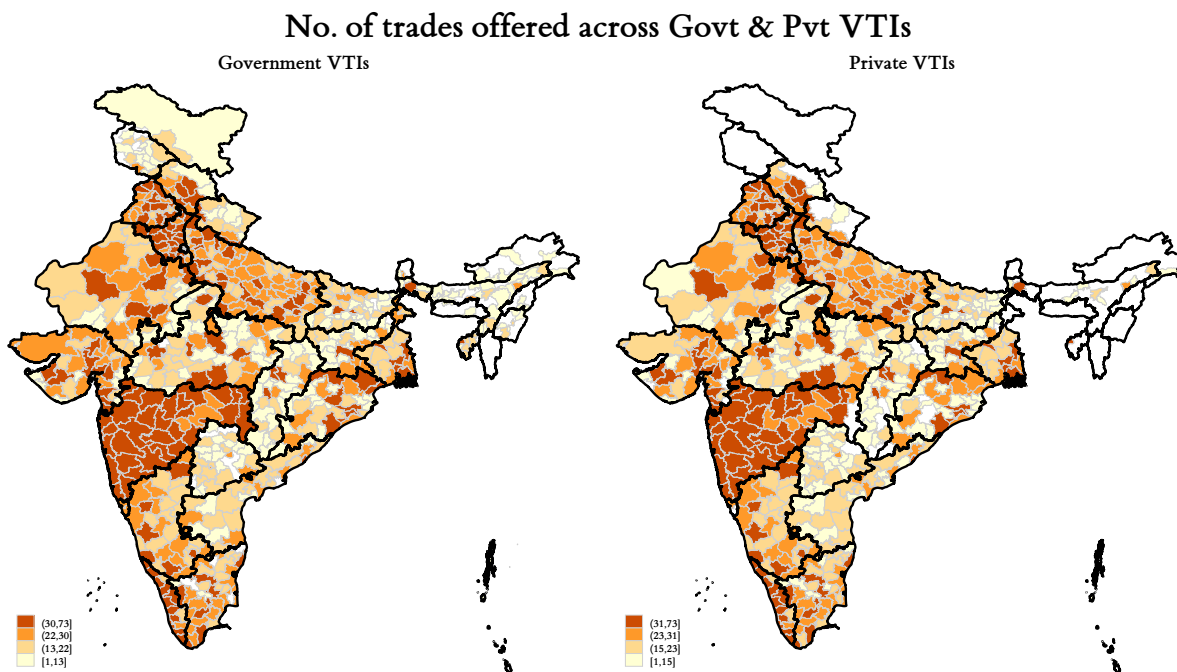 No. of trades offered across Govt & Pvt VTIs
Government VTIs
(30,73]
(22,30]
(13,22]
[1,13]
Private VTIs
(31,73]
(23,31]
(15,23]
[1,15]